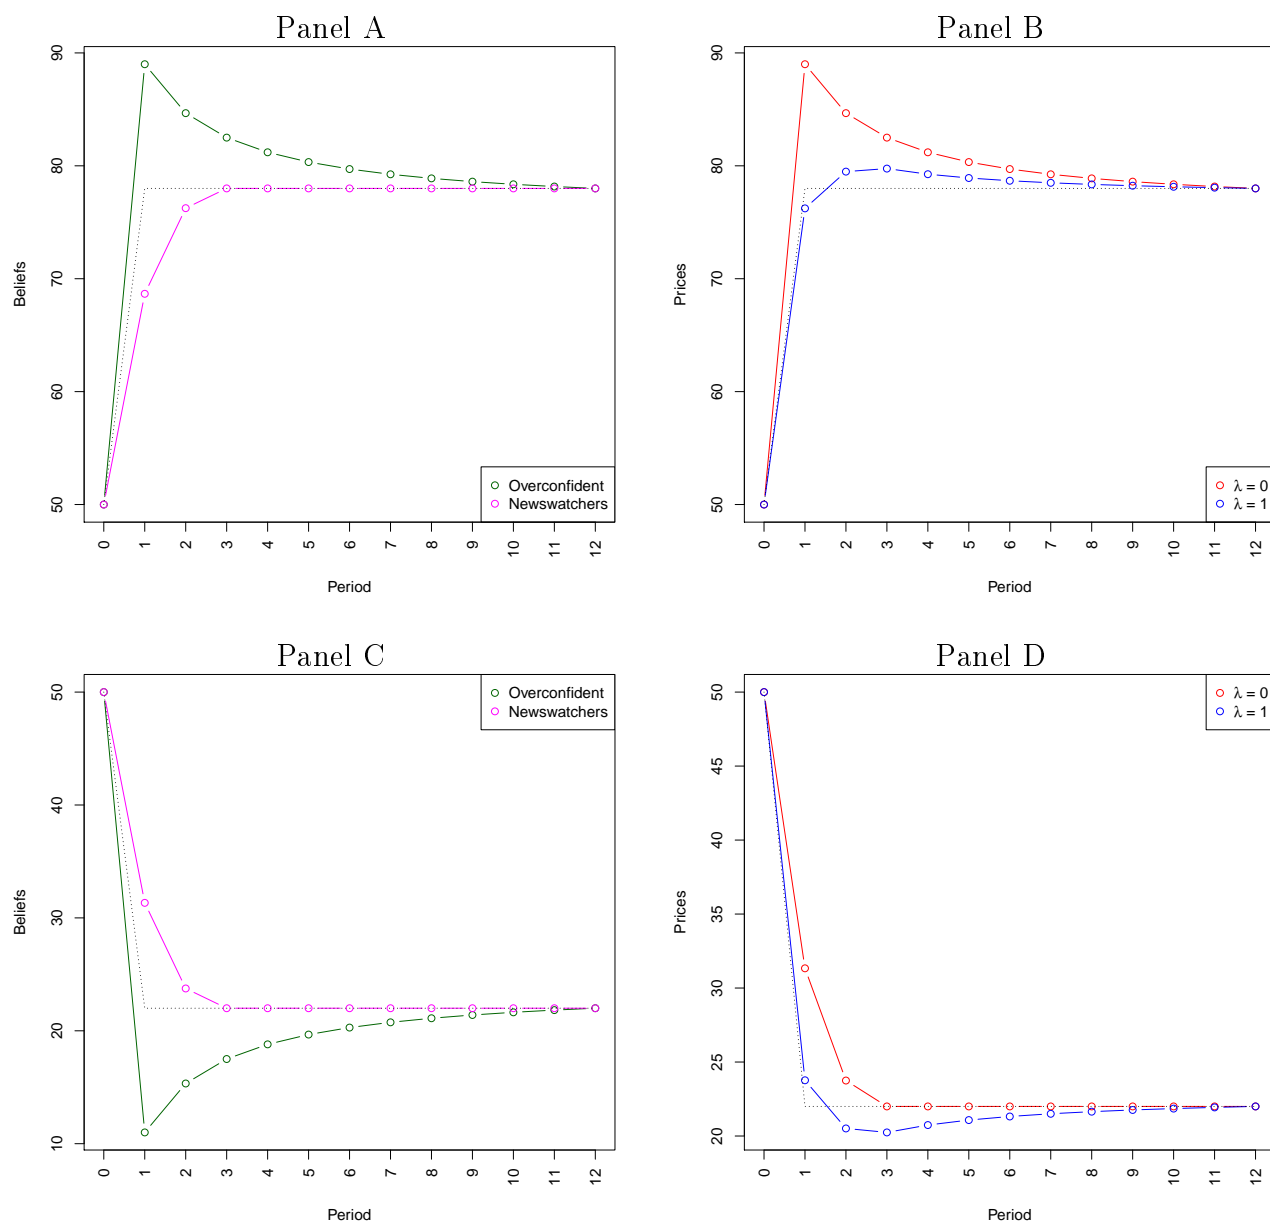 Panel A
Beliefs
90
80
70
60
50
Overconfident
Newswatchers
0 1 2 3 4 5 6 7 8 9 10 11 12
Period
Panel B
Prices
90
80
70
60
50
λ = 0
λ = 1
0 1 2 3 4 5 6 7 8 9 10 11 12
Period
Panel C
Beliefs
50
40
30
20
10
Overconfident
Newswatchers
0 1 2 3 4 5 6 7 8 9 10 11 12
Period
Panel D
Prices
50
45
40
35
30
25
20
λ = 0
λ = 1
0 1 2 3 4 5 6 7 8 9 10 11 12
Period